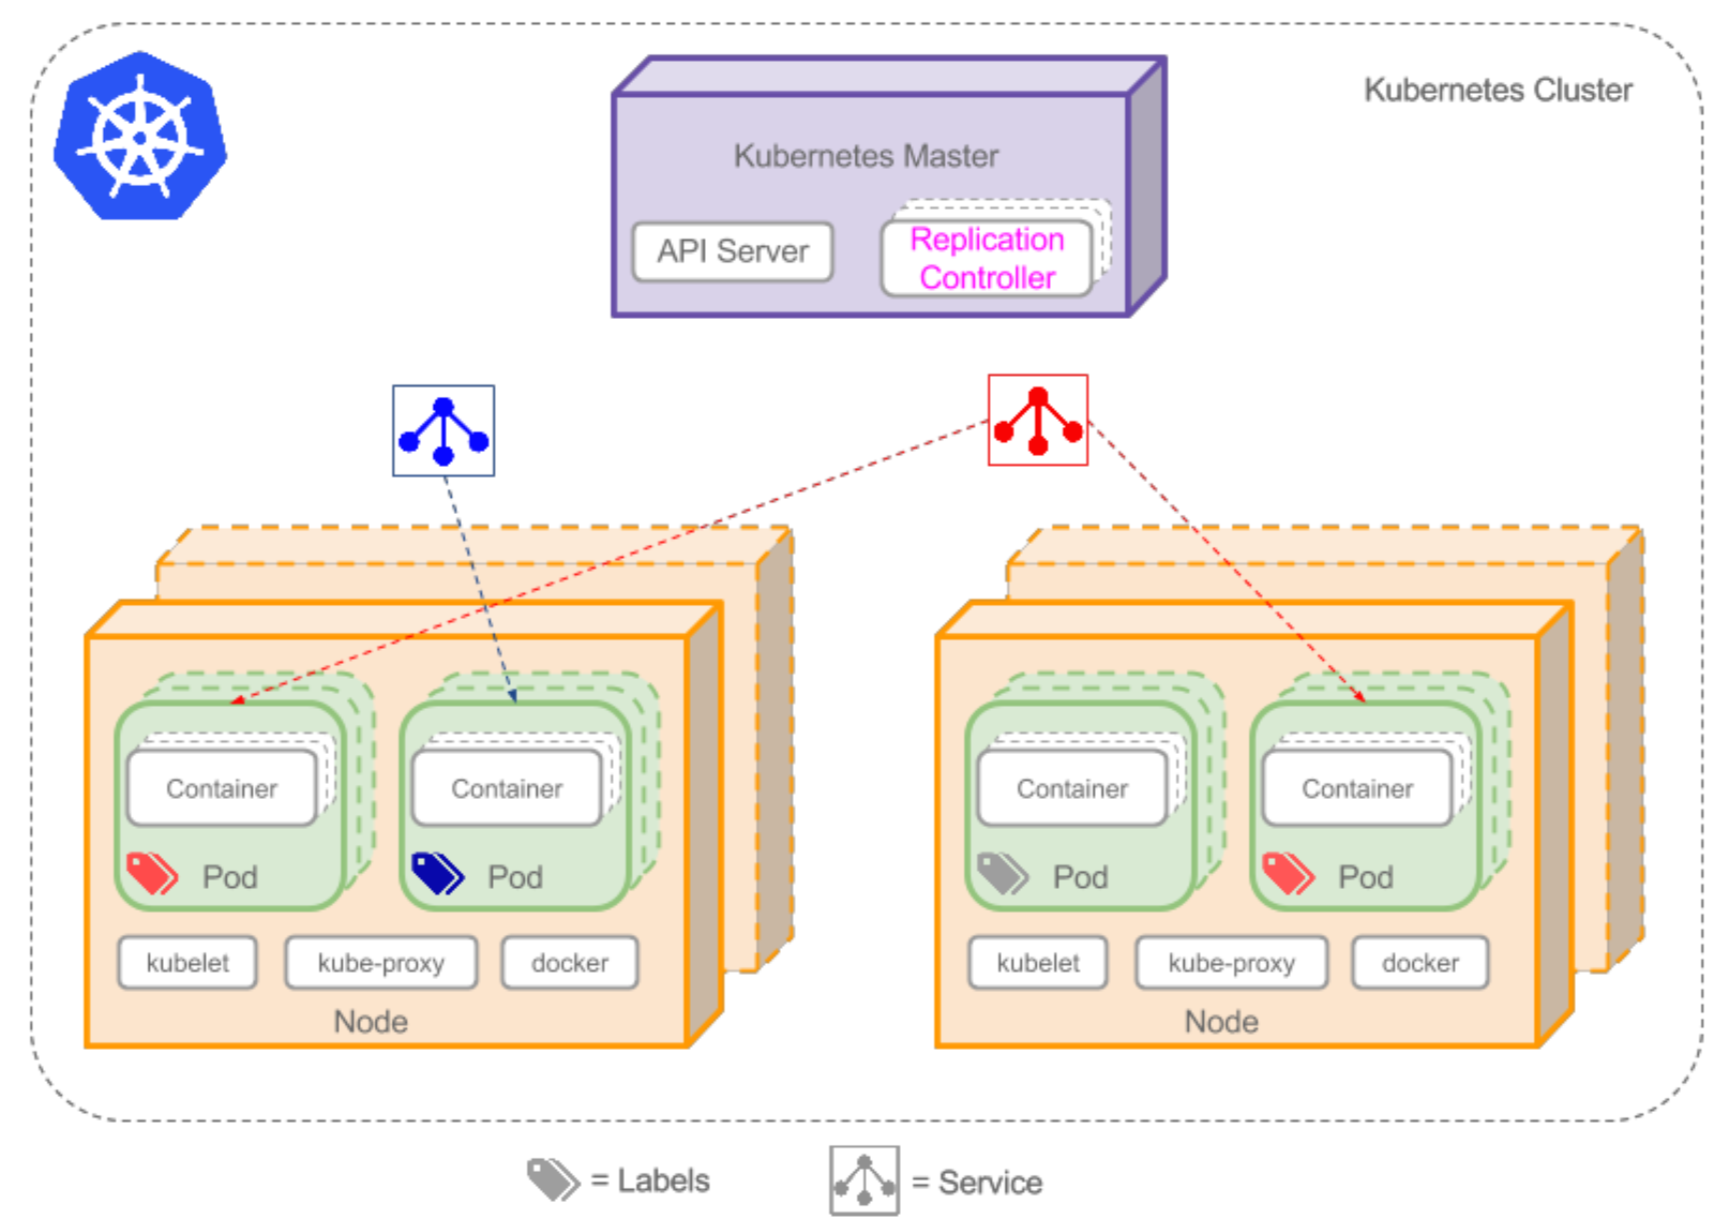 Kubernetes Cluster
Kubernetes Master
API Server
Replication
Controller
Container
Container
Container
Container
Pod
Pod
Pod
Pod
kubelet
kube-proxy
docker
kubelet
kube-proxy
docker
Node
Node
= Labels
= Service